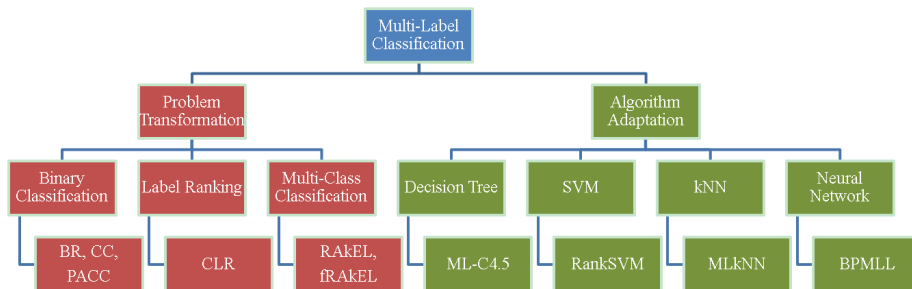 Multi-Label
Classification
Problem
Transformation
Algorithm
Adaptation
Binary
Classification
Label Ranking
Multi-Class
Classification
Decision Tree
SVM
kNN
Neural
Network
BR, CC,
PACC
CLR
RAkEL,
fRAkEL
ML-C4.5
RankSVM
MLkNN
BPMLL